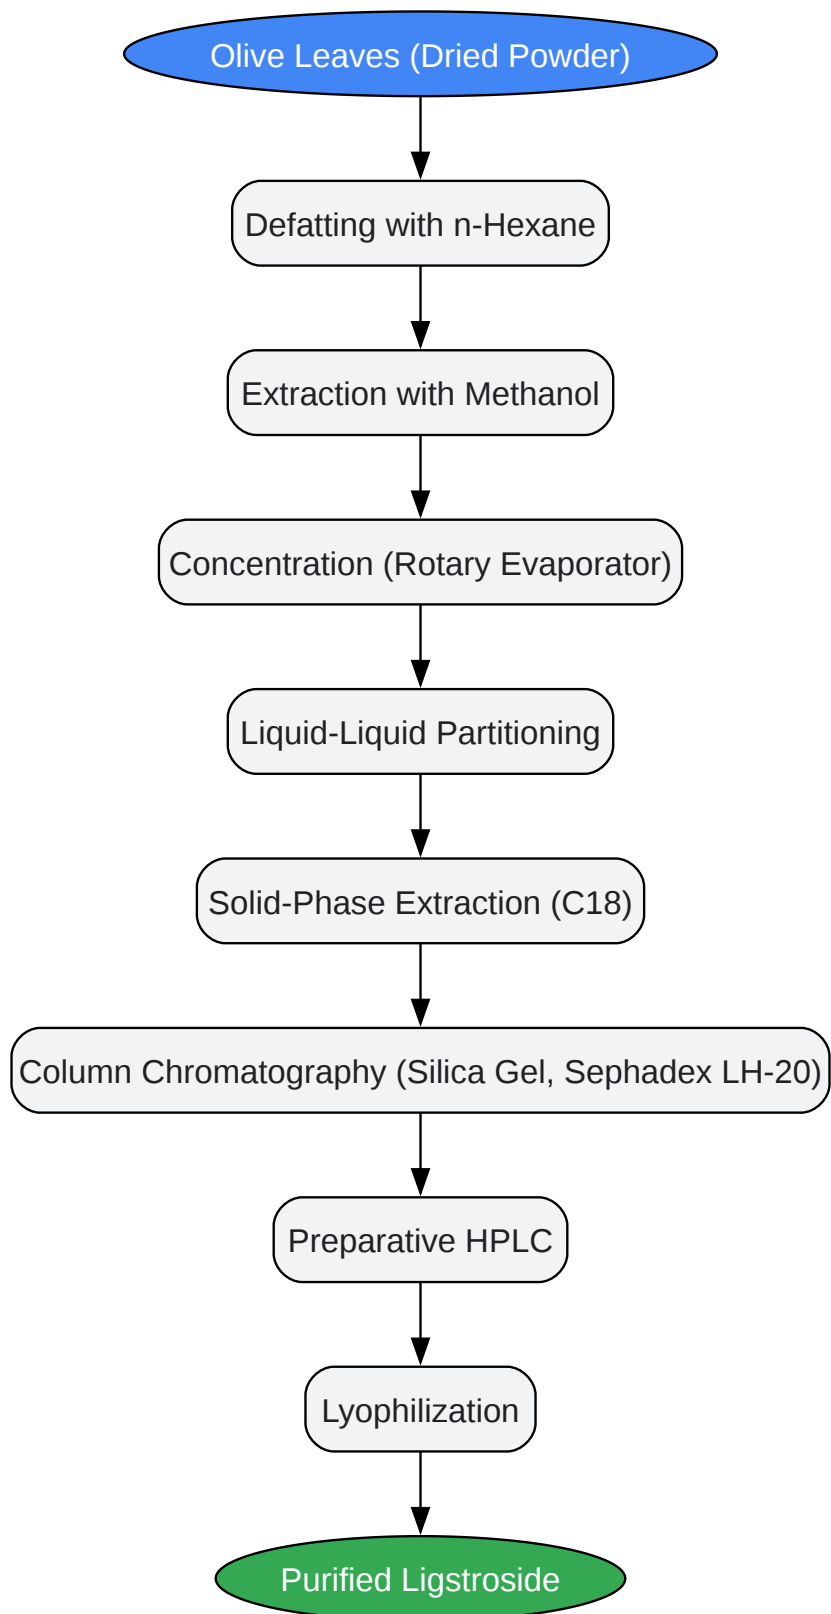 Olive Leaves (Dried Powder)
Defatting with n-Hexane
Extraction with Methanol
Concentration (Rotary Evaporator)
Liquid-Liquid Partitioning
Solid-Phase Extraction (C18)
Column Chromatography (Silica Gel, Sephadex LH-20)
Preparative HPLC
Lyophilization
Purified Ligstroside